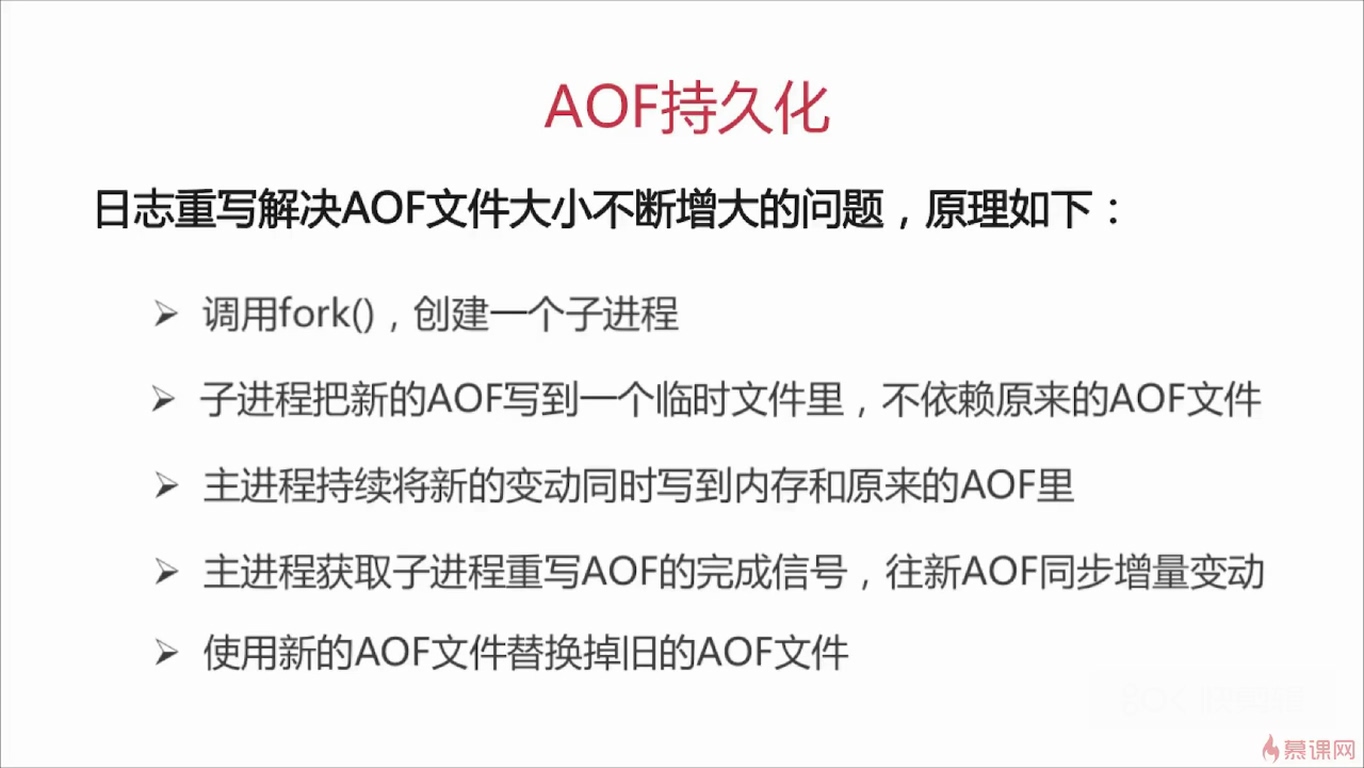 AOF持久化
日志重写解决AOF文件大小不断增大的问题，原理如下：
➢ 调用fork()，创建一个子进程
➢ 子进程把新的AOF写到一个临时文件里，不依赖原来的AOF文件
➢ 主进程持续将新的变动同时写到内存和原来的AOF里
➢ 主进程获取子进程重写AOF的完成信号，往新AOF同步增量变动
➢ 使用新的AOF文件替换掉旧的AOF文件
慕课网